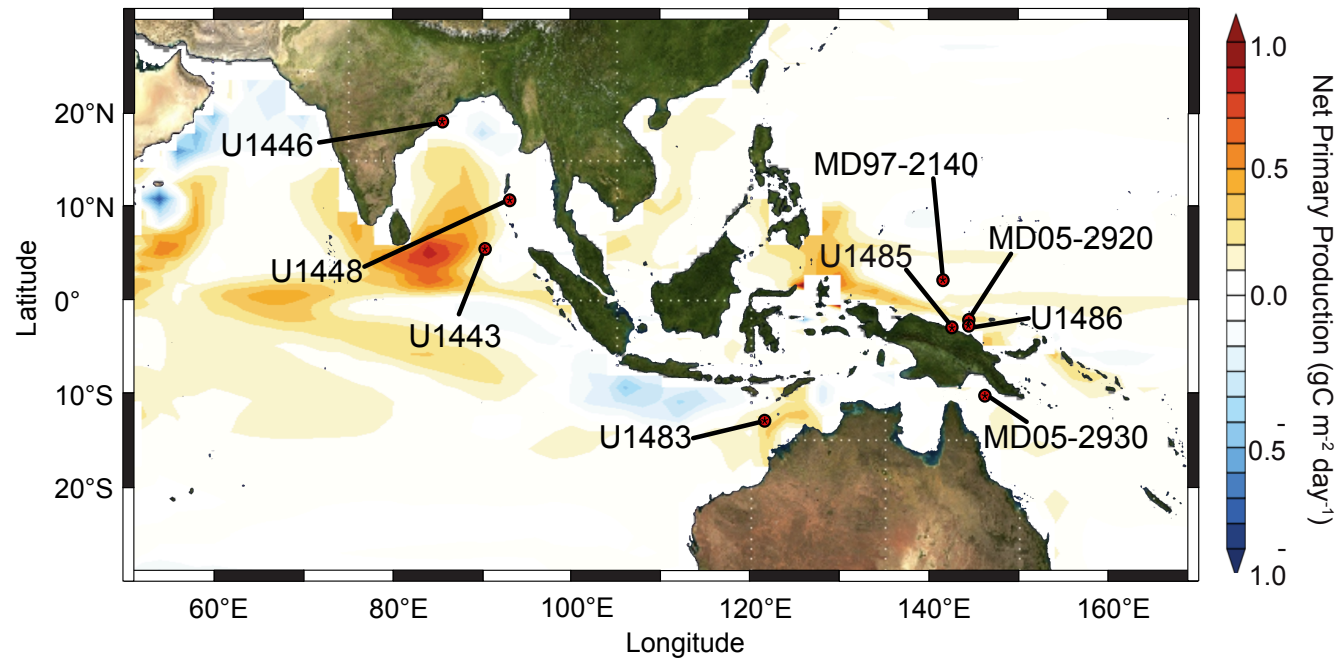 1.0
20°N
U1446
MD97-2140
0.5
10°N
MD05-2920
U1485
U1448
Latitude
0°
0.0
U1486
U1443
Net Primary Production (gC m⁻² day⁻¹)
10°S
U1483
MD05-2930
-
0.5
20°S
-
1.0
60°E
80°E
100°E
120°E
140°E
160°E
Longitude